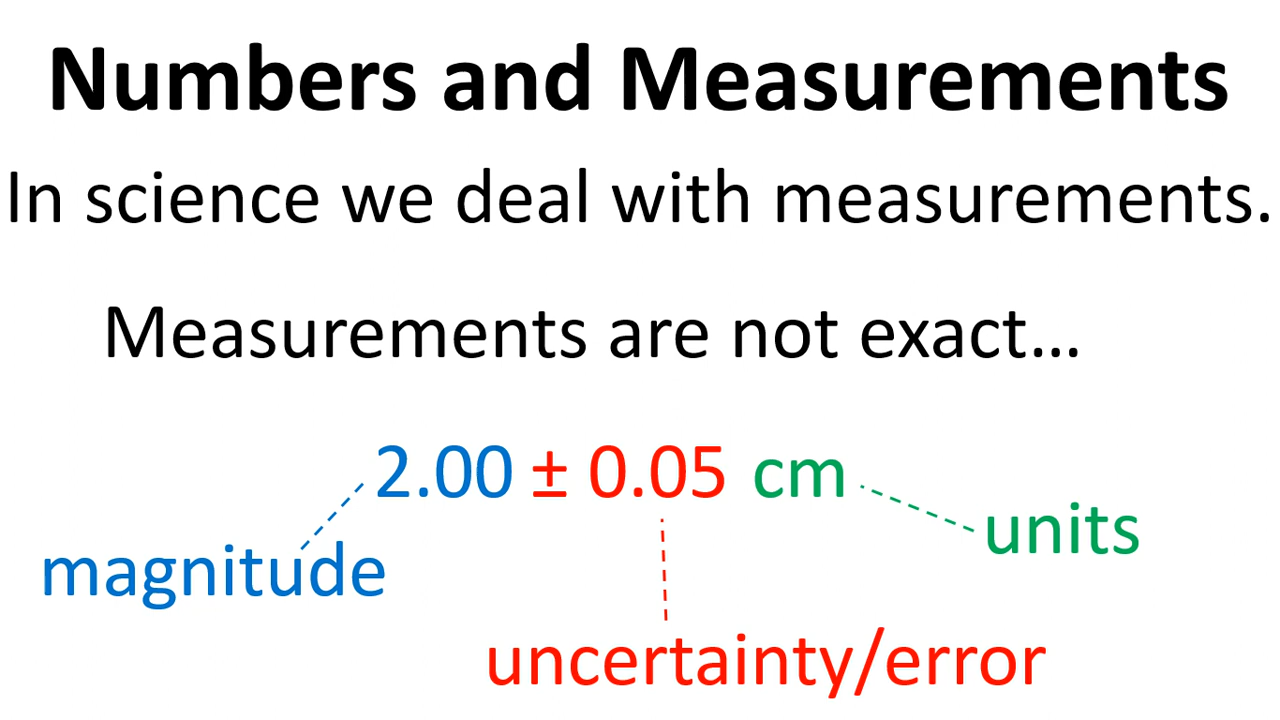 Numbers and Measurements
In science we deal with measurements.
Measurements are not exact…
2.00 ± 0.05 cm
units
magnitude
uncertainty/error